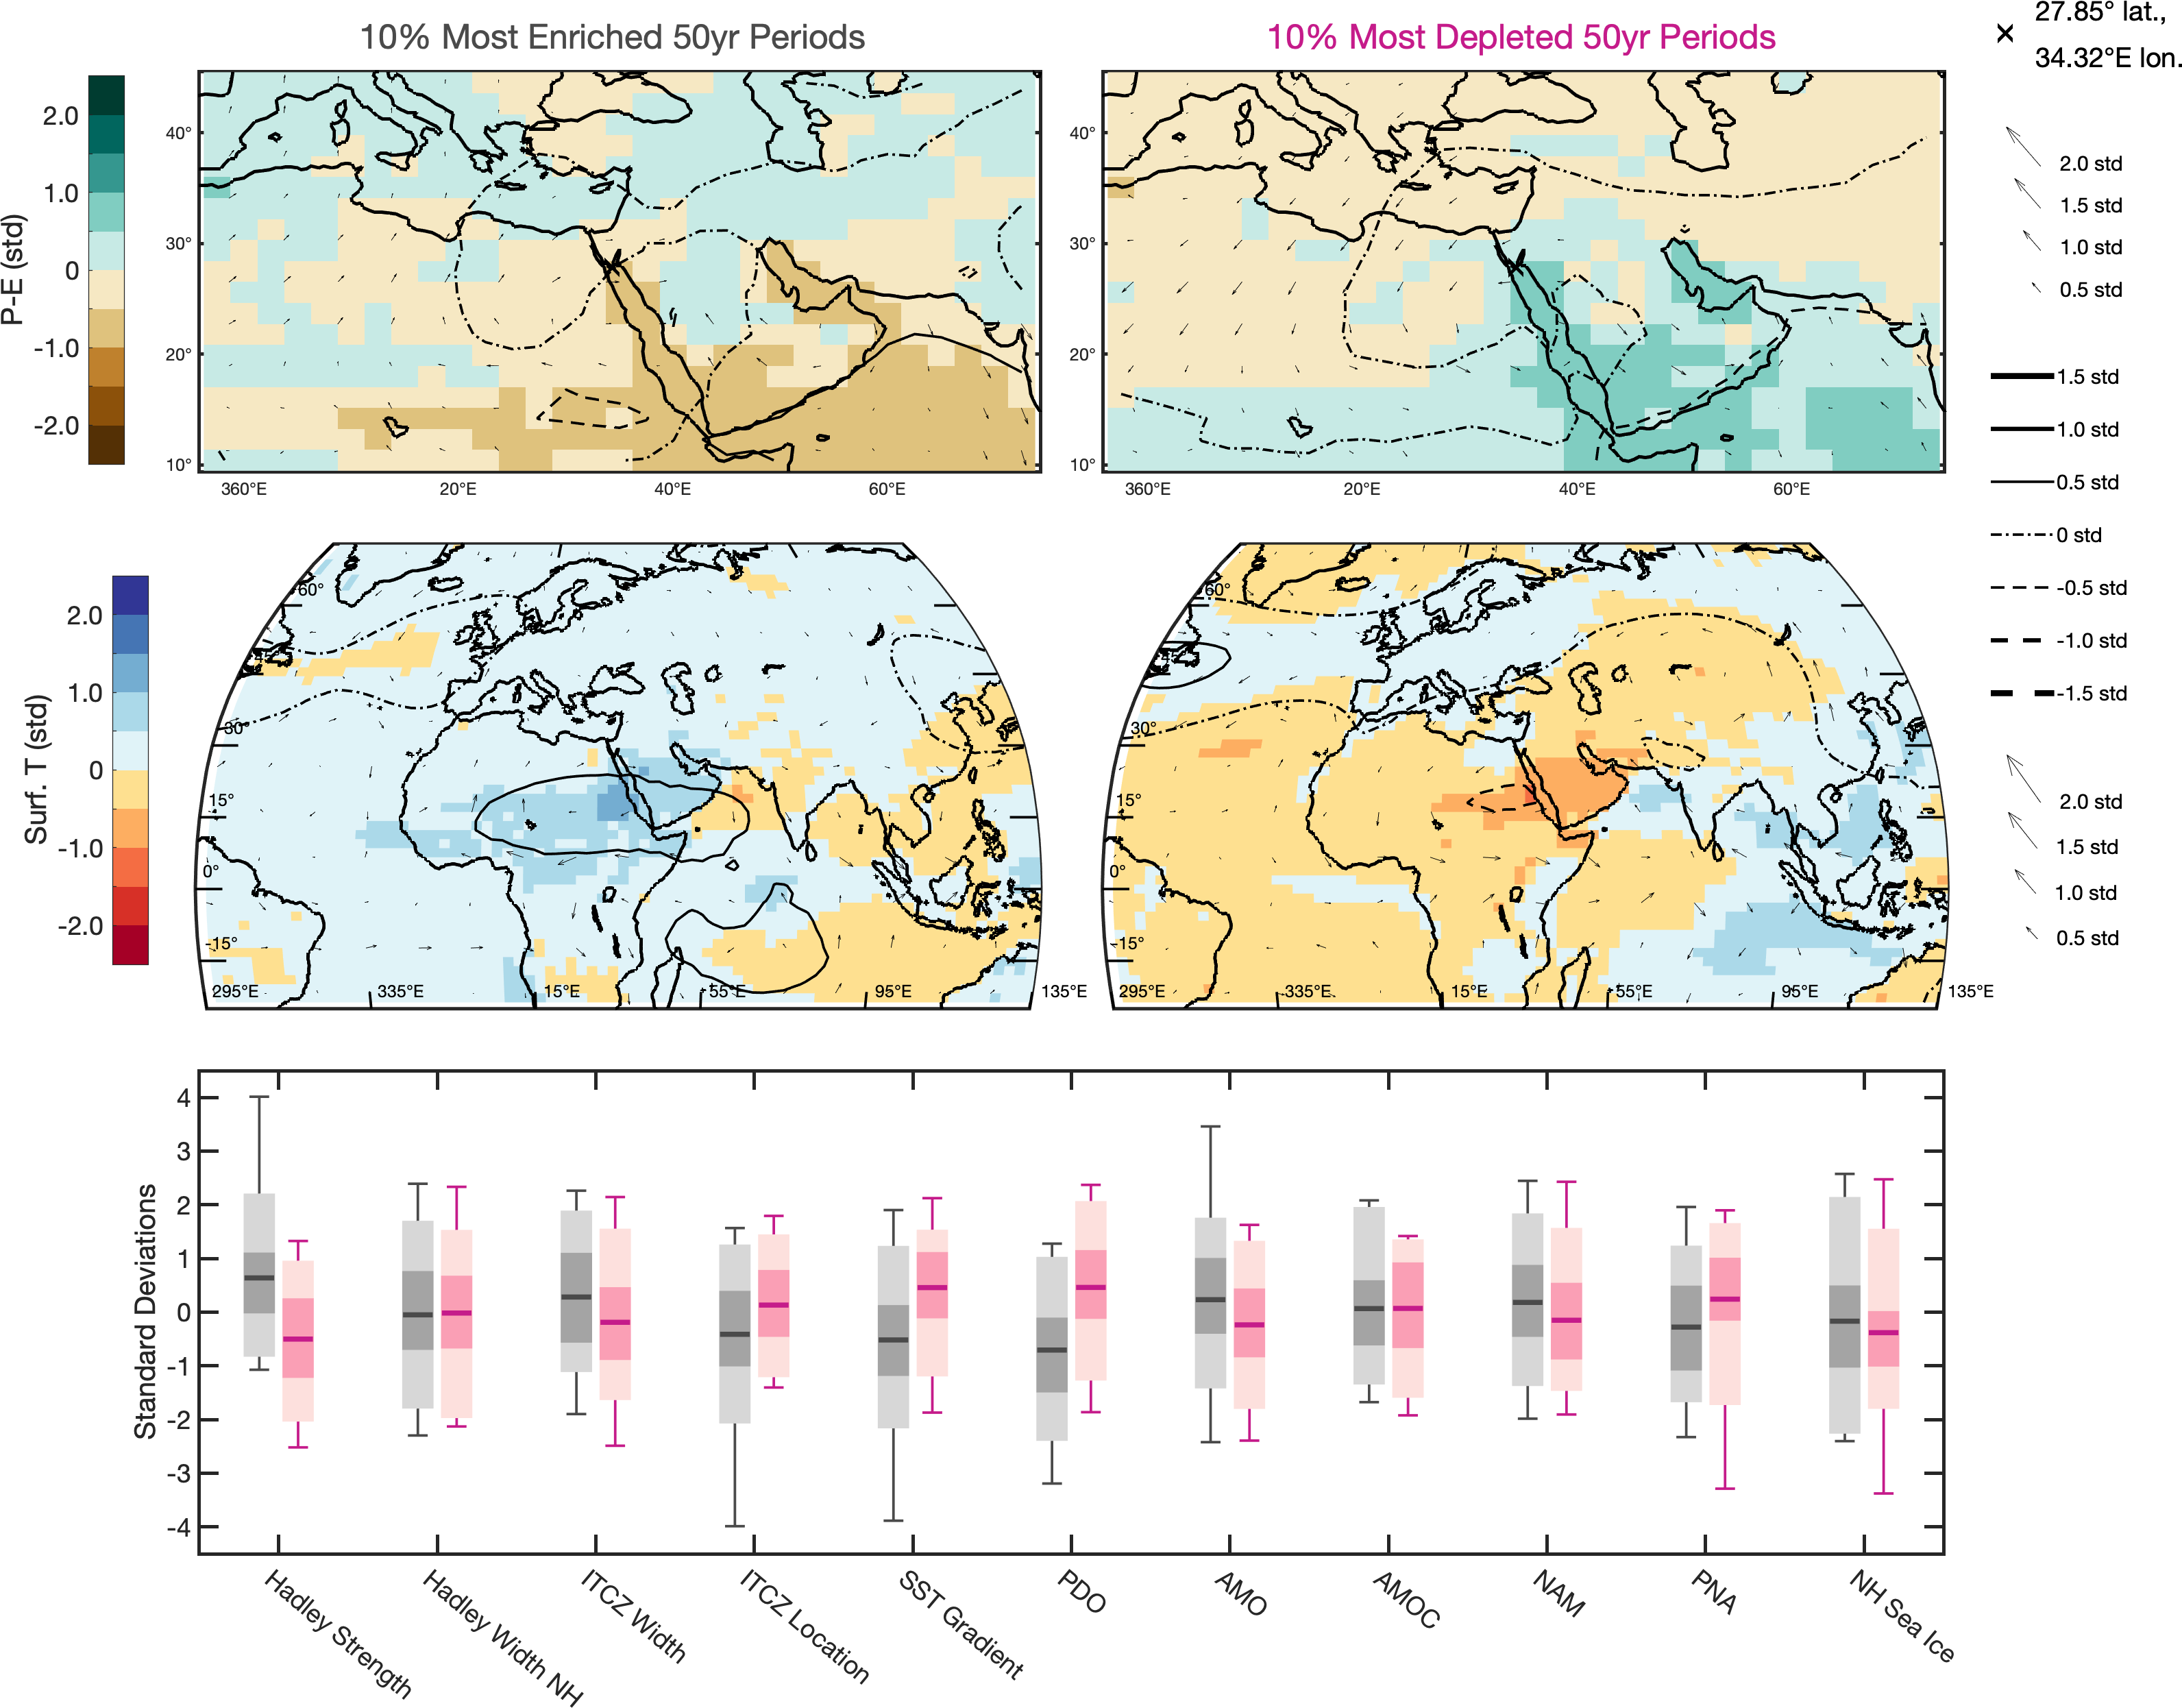 10% Most Enriched 50yr Periods
10% Most Depleted 50yr Periods
× 27.85° lat.,
34.32°E lon.
P-E (std)
2.0
1.0
0
-1.0
-2.0
40°
30°
20°
10°
360°E 20°E 40°E 60°E
40°
30°
20°
10°
360°E 20°E 40°E 60°E
2.0 std
1.5 std
1.0 std
0.5 std
1.5 std
1.0 std
0.5 std
0 std
-0.5 std
-1.0 std
-1.5 std
Surf. T (std)
2.0
1.0
0
-1.0
-2.0
60°
45°
30°
15°
0°
-15°
295°E 335°E 15°E 55°E 95°E 135°E
60°
45°
30°
15°
0°
-15°
295°E 335°E 15°E 55°E 95°E 135°E
2.0 std
1.5 std
1.0 std
0.5 std
Standard Deviations
4
3
2
1
0
-1
-2
-3
-4
Hadley Strength
Hadley Width NH
ITCZ Width
ITCZ Location
SST Gradient
PDO
AMO
AMOC
NAM
PNA
NH Sea Ice